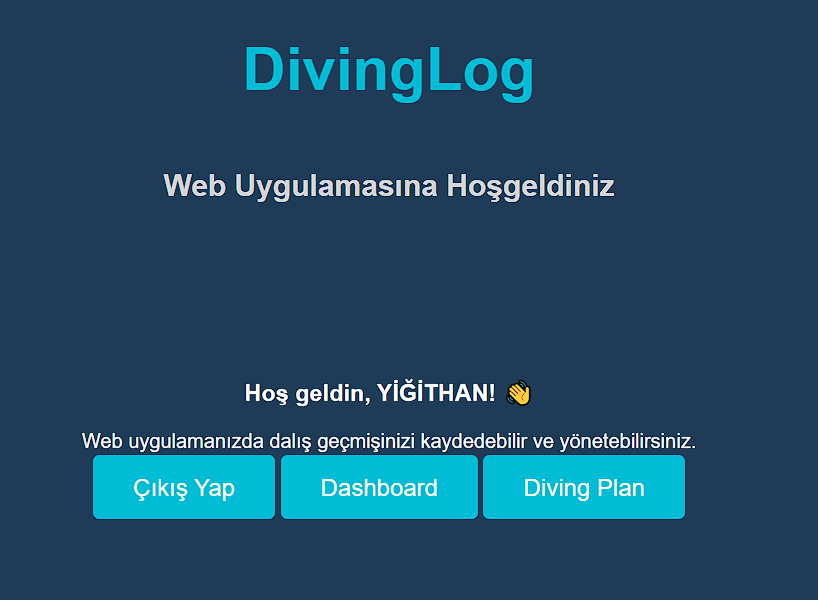 DivingLog
Web Uygulamasına Hoşgeldiniz
Hoş geldin, YİĞİTHAN! 👋
Web uygulamanızda dalış geçmişinizi kaydedebilir ve yönetebilirsiniz.
Çıkış Yap Dashboard Diving Plan